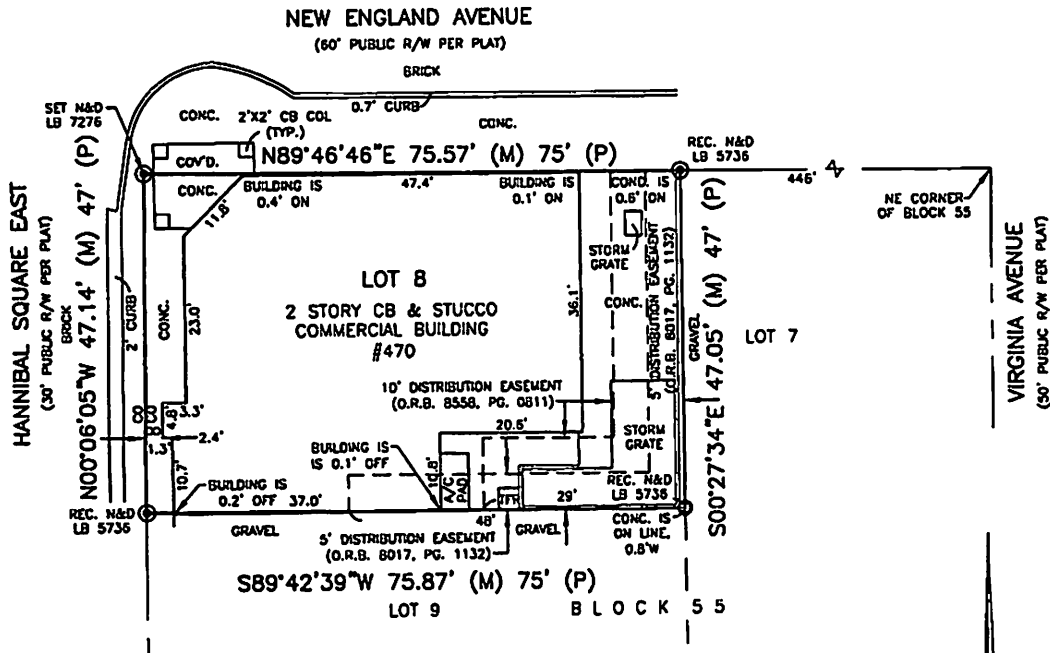 NEW ENGLAND AVENUE
(60' PUBLIC R/W PER PLAT)
BRICK
0.7' CURB
SET N&D
LB 7276
CONC.
2'X2' CB COL
(TYP.)
CONC.
REC. N&D
LB 5736
COV'D.
N89°46'46"E 75.57' (M) 75' (P)
446'
NE CORNER
OF BLOCK 55
CONC.
BUILDING IS
0.4' ON
47.4'
BUILDING IS
0.1' ON
COND. IS
0.6' ON
11.8'
STORM
GRATE
HANNIBAL SQUARE EAST
(30' PUBLIC R/W PER PLAT)
BRICK
2' CURB
N00°06'05"W 47.14' (M) 47' (P)
CONC.
23.0'
LOT 8
2 STORY CB & STUCCO
COMMERCIAL BUILDING
#470
36.1'
CONC.
5' DISTRIBUTION EASEMENT
(O.R.B. 8017, PG. 1132)
GRAVEL
S00°27'34"E 47.05' (M) 47' (P)
LOT 7
VIRGINIA AVENUE
(50' PUBLIC R/W PER PLAT)
10' DISTRIBUTION EASEMENT
(O.R.B. 8558, PG. 0811)
CO
CO
4.8'
3.3'
20.6'
STORM
GRATE
1.3'
2.4'
BUILDING IS
IS 0.1' OFF
10.7'
BUILDING IS
0.2' OFF
37.0'
10.8'
A/C
PAD
TFR
29'
REC. N&D
LB 5736
REC. N&D
LB 5736
GRAVEL
48'
GRAVEL
CONC. IS
ON LINE,
0.8'W
5' DISTRIBUTION EASEMENT
(O.R.B. 8017, PG. 1132)
S89°42'39"W 75.87' (M) 75' (P)
LOT 9
BLOCK 55